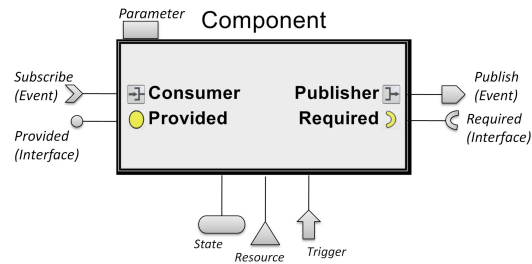 Parameter
Component
Subscribe
(Event)
Consumer
Publisher
Publish
(Event)
Provided
(Interface)
Provided
Required
Required
(Interface)
State
Resource
Trigger